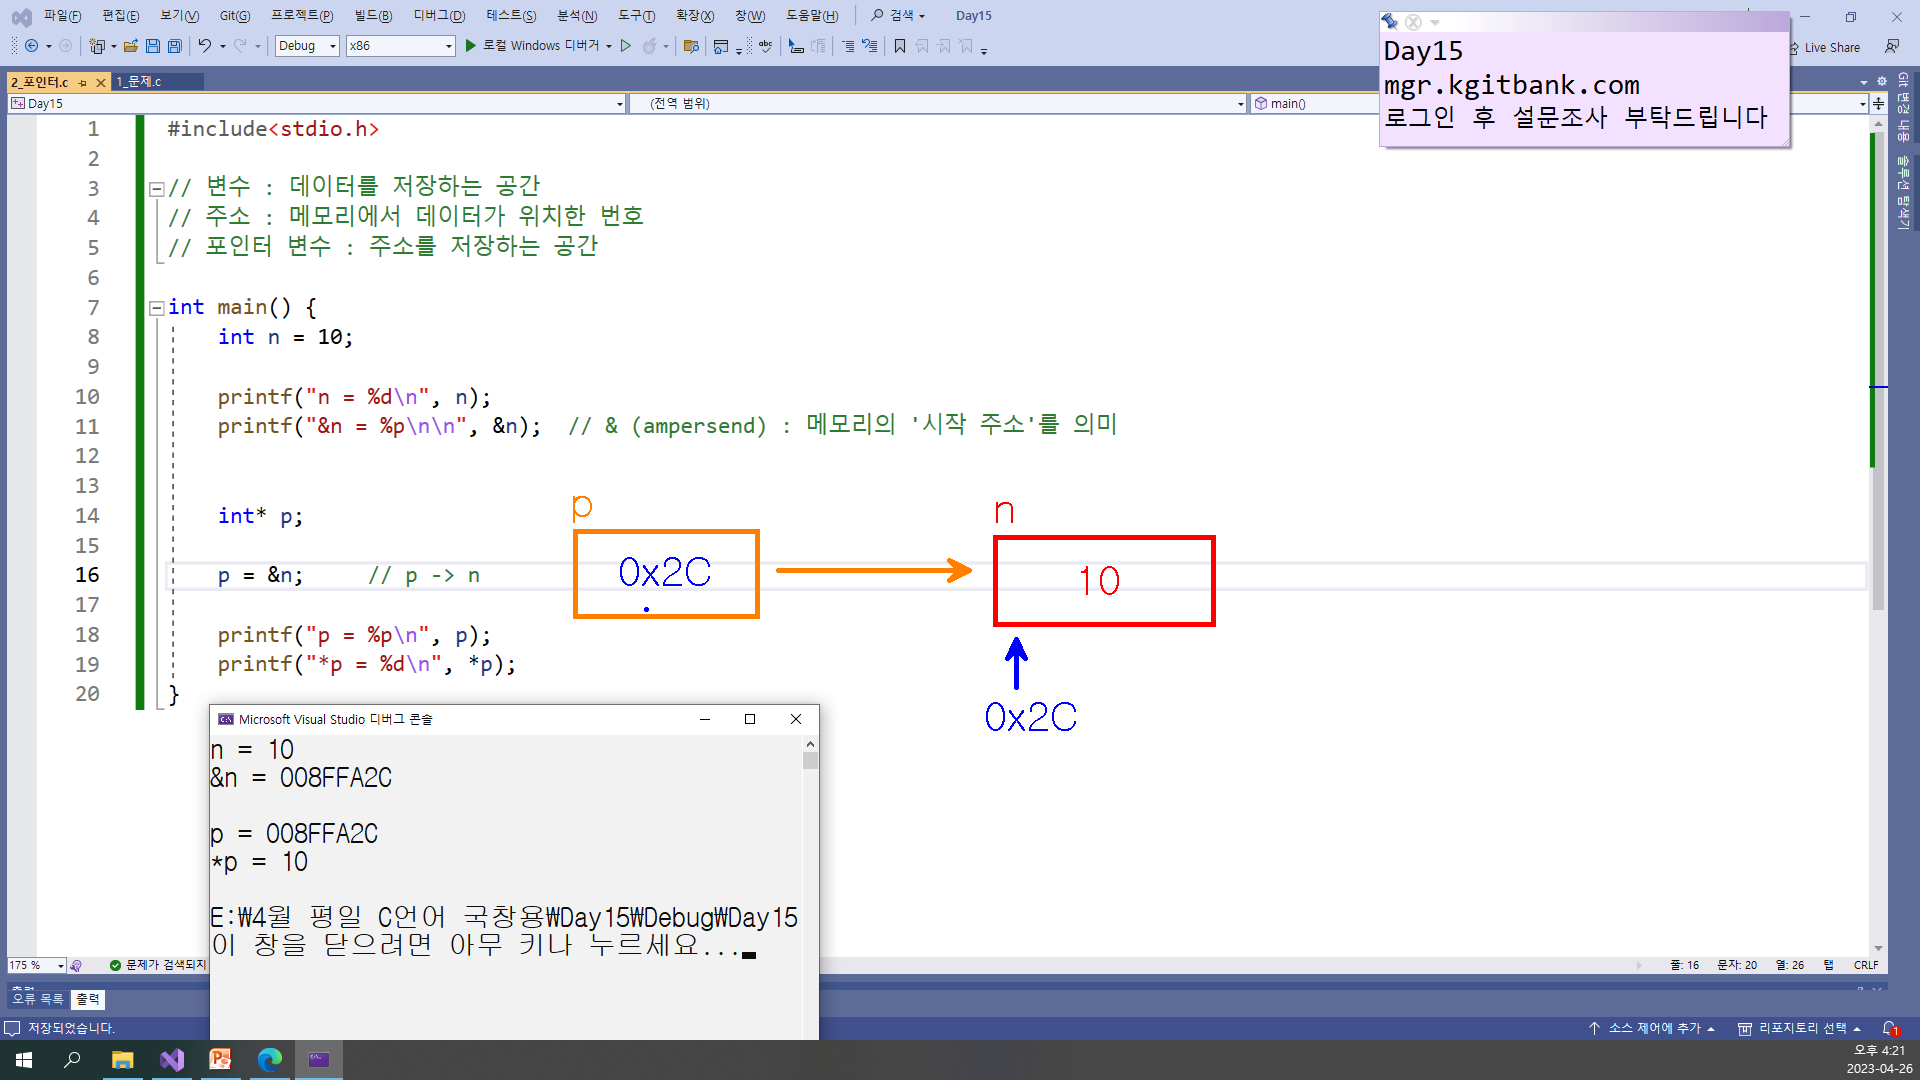 파일(F) 편집(E) 보기(V) Git(G) 프로젝트(P) 빌드(B) 디버그(D) 테스트(S) 분석(N) 도구(T) 확장(X) 창(W) 도움말(H) 검색 Day15
Debug x86 로컬 Windows 디버거 Live Share
Day15
mgr.kgitbank.com
로그인 후 설문조사 부탁드립니다
2_포인터.c 1_문제.c
Day15 (전역 범위) main()
Git 변경 내용 솔루션 탐색기
1 #include<stdio.h>
2
3 // 변수 : 데이터를 저장하는 공간
4 // 주소 : 메모리에서 데이터가 위치한 번호
5 // 포인터 변수 : 주소를 저장하는 공간
6
7 int main() {
8 int n = 10;
9
10 printf("n = %d\n", n);
11 printf("&n = %p\n\n", &n); // & (ampersend) : 메모리의 '시작 주소'를 의미
12
13
14 int* p;
15
16 p = &n; // p -> n
17
18 printf("p = %p\n", p);
19 printf("*p = %d\n", *p);
20 }
p
0x2C
n
10
0x2C
Microsoft Visual Studio 디버그 콘솔
n = 10
&n = 008FFA2C
p = 008FFA2C
*p = 10
E:₩4월 평일 C언어 국창용₩Day15₩Debug₩Day15
이 창을 닫으려면 아무 키나 누르세요...
175 % 문제가 검색되지 줄: 16 문자: 20 열: 26 탭 CRLF
오류 목록 출력
저장되었습니다. 소스 제어에 추가 리포지토리 선택 1
오후 4:21
2023-04-26